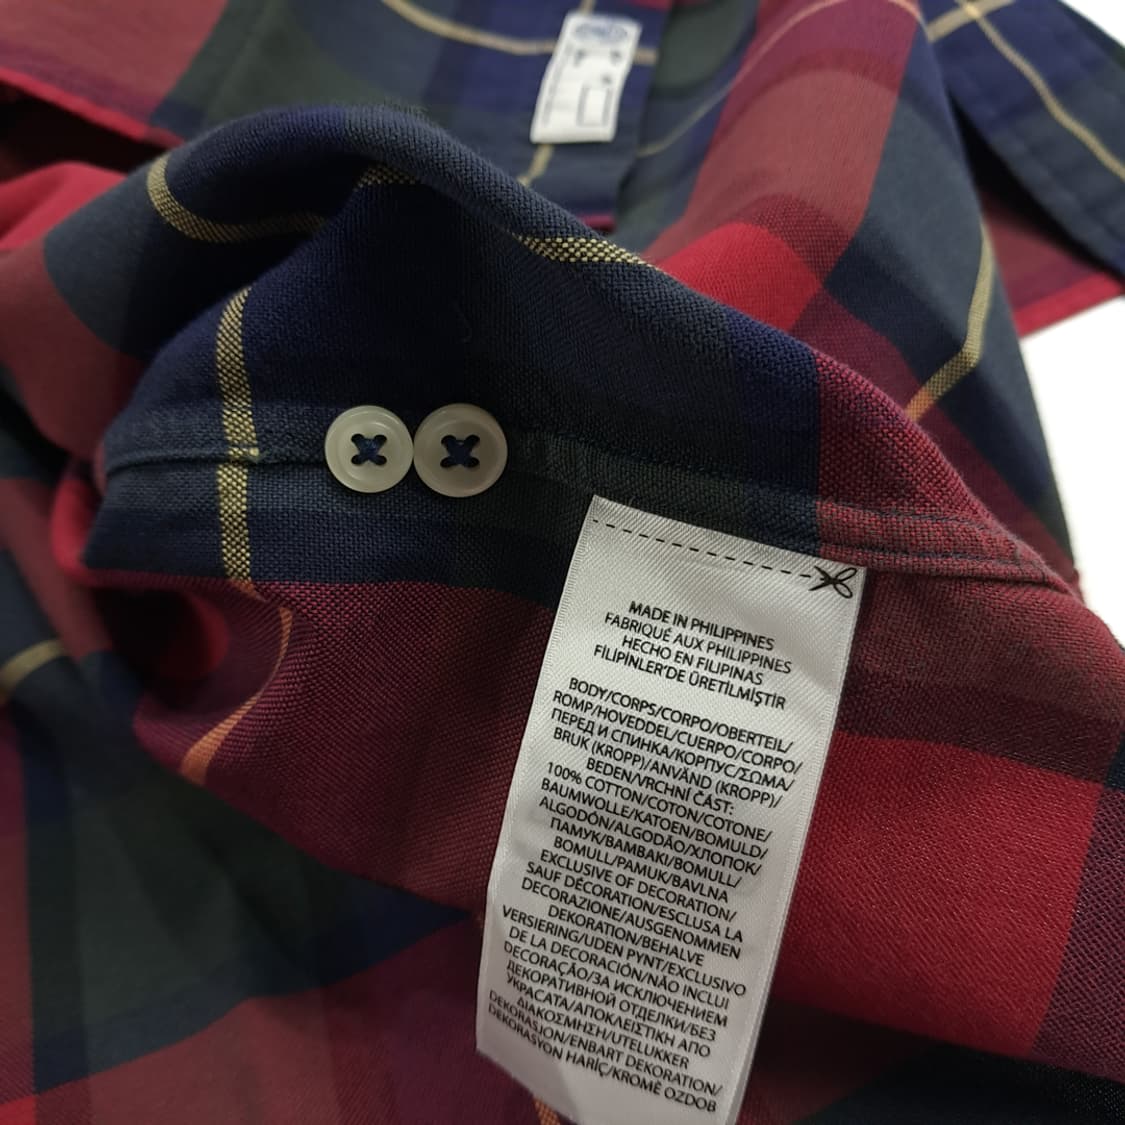 MADE IN PHILIPPINES
FABRIQUÉ AUX PHILIPPINES
HECHO EN FILIPINAS
FİLİPİNLER'DE ÜRETİLMİŞTİR
BODY/CORPS/CORPO/OBERTEIL/
ROMP/HOVEDDEL/CUERPO/CORPO/
ПЕРЕД И СПИНКА/КОРПУС/ΣΩΜΑ/
BRUK (KROPP)/ANVÄND (KROPP)/
BEDEN/VRCHNÍ ČÁST:
100% COTTON/COTON/COTONE/
BAUMWOLLE/KATOEN/BOMULD/
ALGODÓN/ALGODÃO/ХЛОПОК/
ПАМУК/ΒΑΜΒΑΚΙ/BOMULL/
BOMULL/PAMUK/BAVLNA
EXCLUSIVE OF DECORATION/
SAUF DÉCORATION/ESCLUSA LA
DECORAZIONE/AUSGENOMMEN
DEKORATION/BEHALVE
VERSIERING/UDEN PYNT/EXCLUSIVO
DE LA DECORACIÓN/NÃO INCLUI
DECORAÇÃO/ЗА ИСКЛЮЧЕНИЕМ
ДЕКОРАТИВНОЙ ОТДЕЛКИ/БЕЗ
УКРАСАТА/ΑΠΟΚΛΕΙΣΤΙΚΗ ΑΠΟ
ΔΙΑΚΟΣΜΗΣΗ/UTELUKKER
DEKORASJON/ENBART DEKORATION/
DEKORASYON HARİÇ/KROMĚ OZDOB